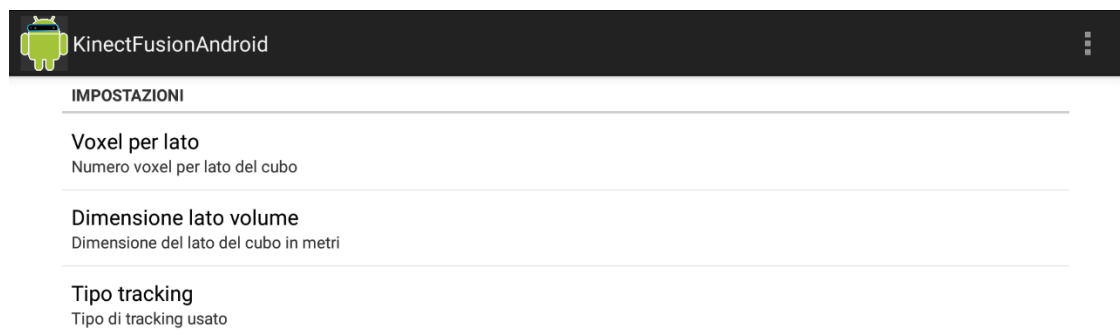 KinectFusionAndroid
IMPOSTAZIONI
Voxel per lato
Numero voxel per lato del cubo
Dimensione lato volume
Dimensione del lato del cubo in metri
Tipo tracking
Tipo di tracking usato